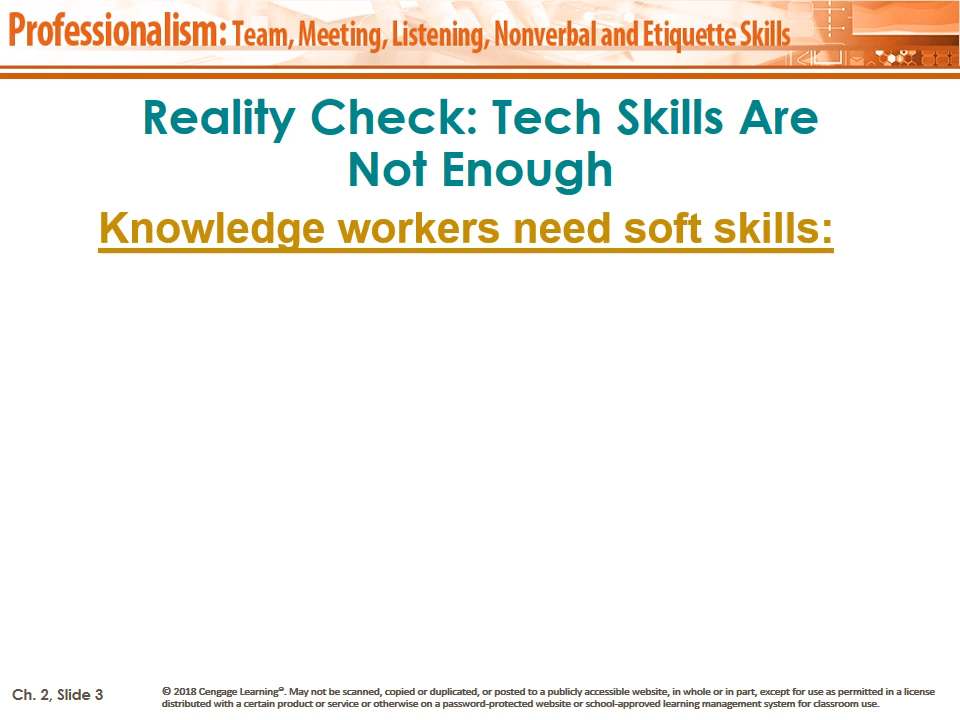 Professionalism: Team, Meeting, Listening, Nonverbal and Etiquette Skills
Reality Check: Tech Skills Are
Not Enough
Knowledge workers need soft skills:
Ch. 2, Slide 3
© 2018 Cengage Learning®. May not be scanned, copied or duplicated, or posted to a publicly accessible website, in whole or in part, except for use as permitted in a license
distributed with a certain product or service or otherwise on a password-protected website or school-approved learning management system for classroom use.